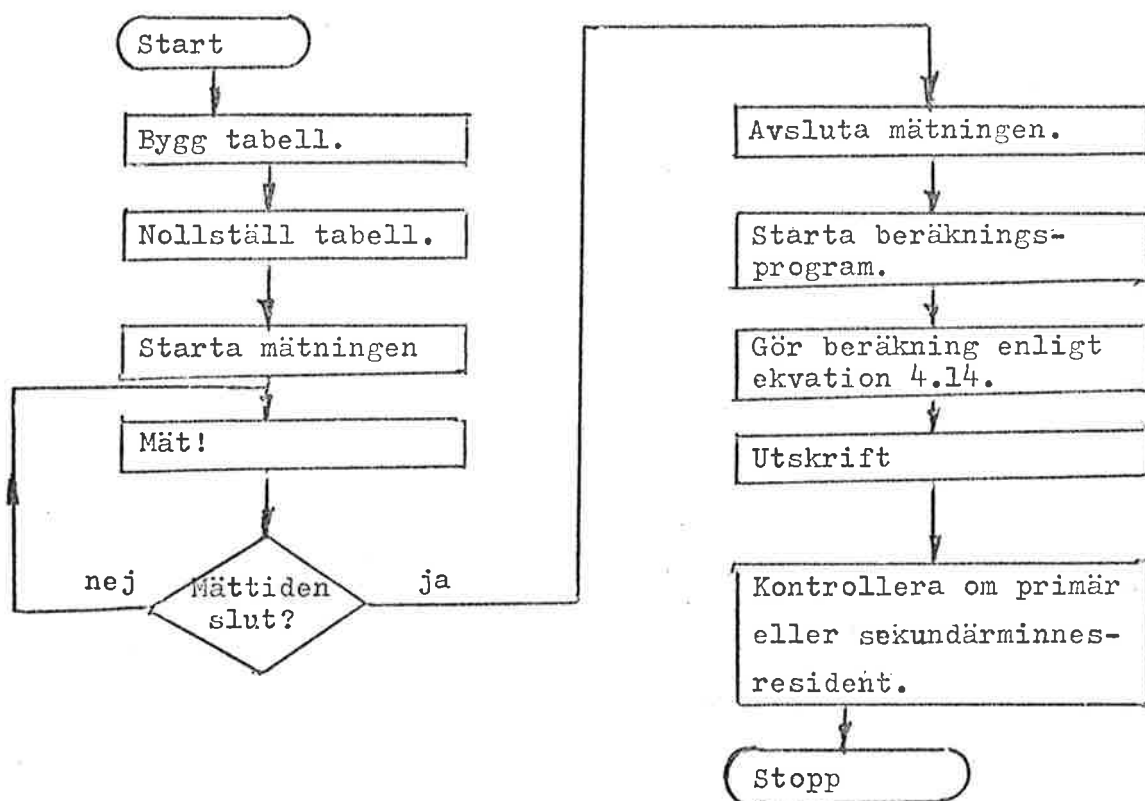 Start
Bygg tabell.
Nollställ tabell.
Starta mätningen
Mät!
nej
Mättiden
slut?
ja
Avsluta mätningen.
Starta beräknings-
program.
Gör beräkning enligt
ekvation 4.14.
Utskrift
Kontrollera om primär
eller sekundärminnes-
resident.
Stopp